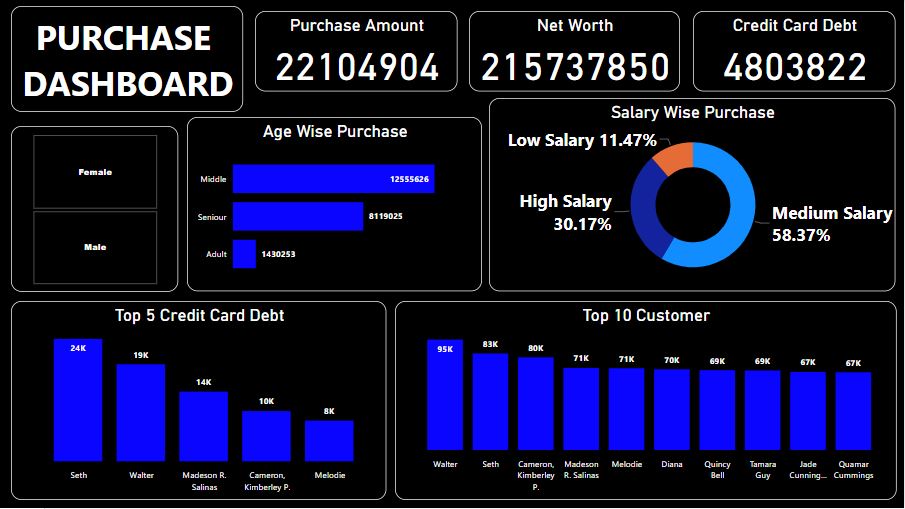 PURCHASE
DASHBOARD
Purchase Amount
22104904
Net Worth
215737850
Credit Card Debt
4803822
Female
Male
Age Wise Purchase
Middle 12555626
Seniour 8119025
Adult 1430253
Salary Wise Purchase
Low Salary 11.47%
High Salary
30.17%
Medium Salary
58.37%
Top 5 Credit Card Debt
24K 19K 14K 10K 8K
Seth Walter Madeson R. Cameron, Melodie
Salinas Kimberley P.
Top 10 Customer
95K 83K 80K 71K 71K 70K 69K 69K 67K 67K
Walter Seth Cameron, Madeson Melodie Diana Quincy Tamara Jade Quamar
Kimberley R. Salinas Bell Guy Cunning... Cummings
P.